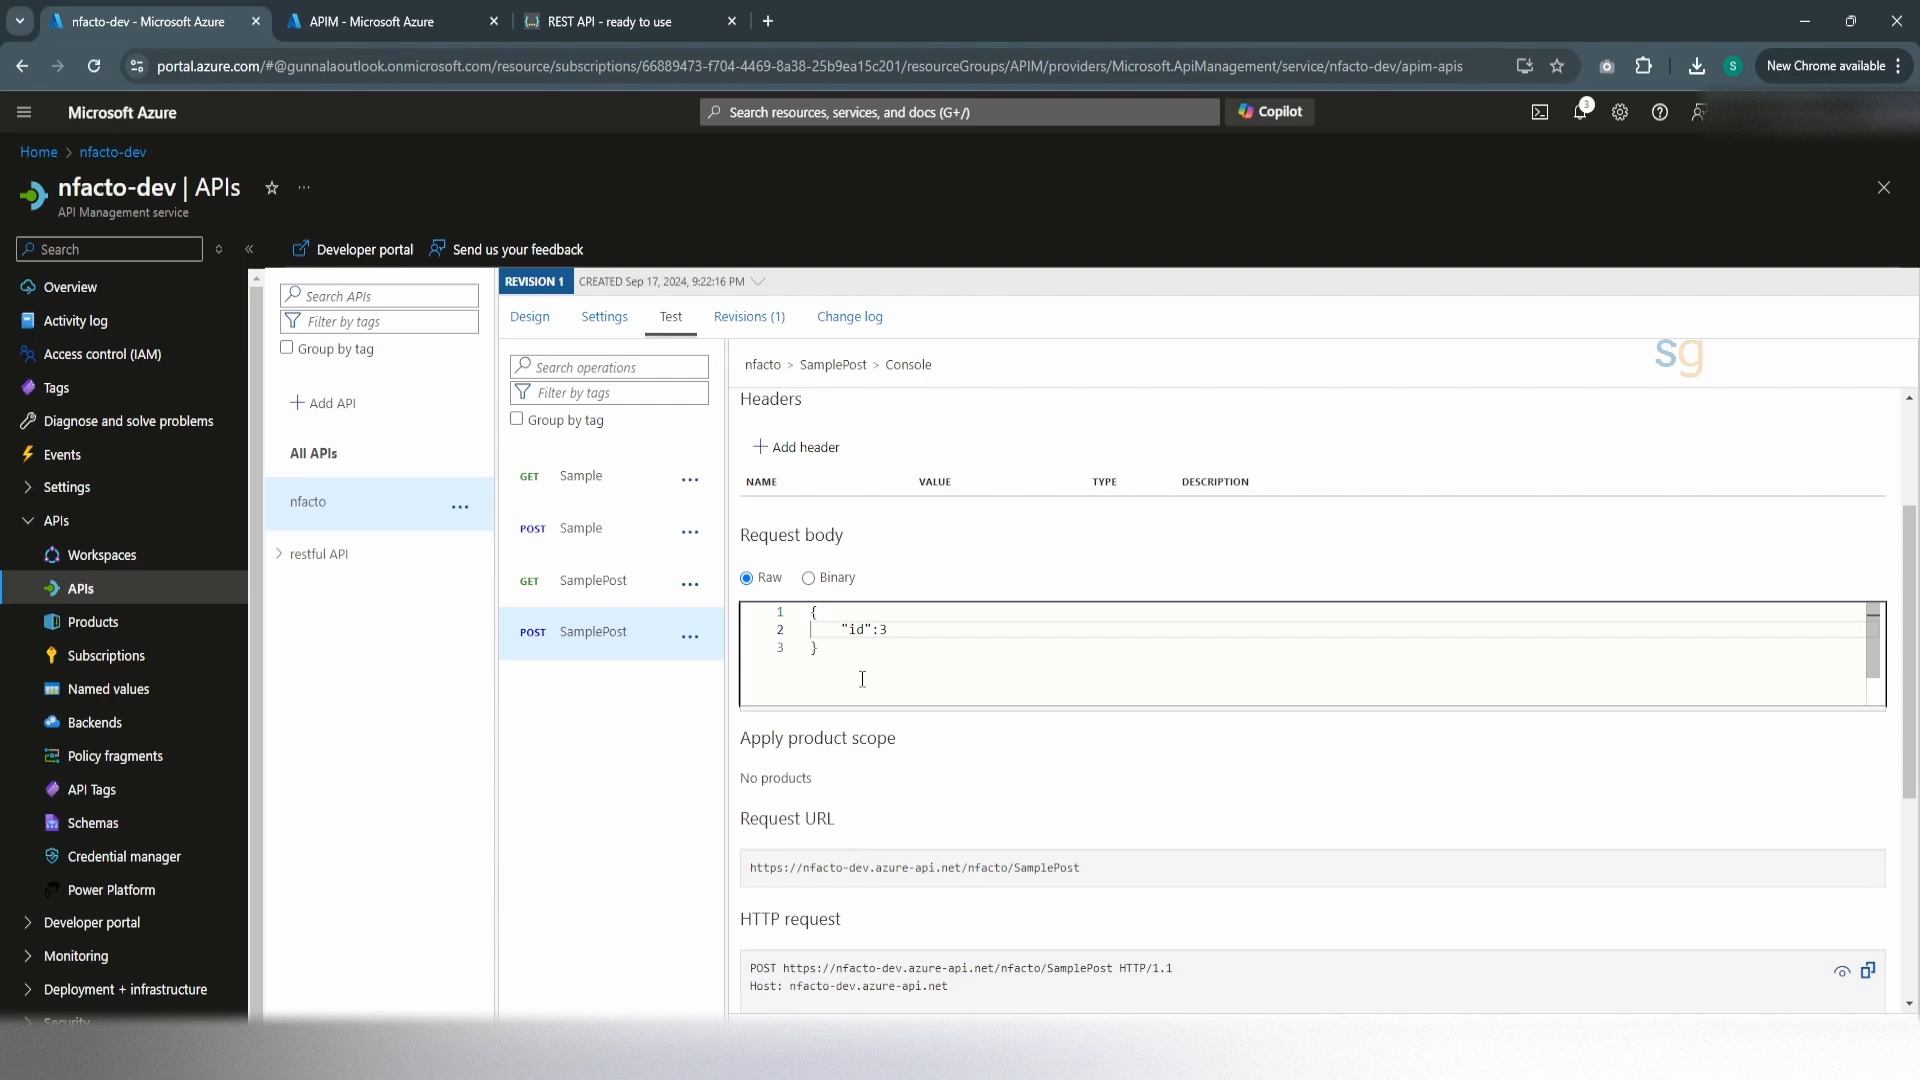 nfacto-dev - Microsoft Azure
APIM - Microsoft Azure
REST API - ready to use
portal.azure.com/#@gunnalaoutlook.onmicrosoft.com/resource/subscriptions/66889473-f704-4469-8a38-25b9ea15c201/resourceGroups/APIM/providers/Microsoft.ApiManagement/service/nfacto-dev/apim-apis
S
New Chrome available
Microsoft Azure
Search resources, services, and docs (G+/)
Copilot
3
Home > nfacto-dev
nfacto-dev | APIs
API Management service
Search
Developer portal
Send us your feedback
Overview
Activity log
Access control (IAM)
Tags
Diagnose and solve problems
Events
Settings
APIs
Workspaces
APIs
Products
Subscriptions
Named values
Backends
Policy fragments
API Tags
Schemas
Credential manager
Power Platform
Developer portal
Monitoring
Deployment + infrastructure
Security
Search APIs
Filter by tags
Group by tag
Add API
All APIs
nfacto
restful API
REVISION 1
CREATED Sep 17, 2024, 9:22:16 PM
Design
Settings
Test
Revisions (1)
Change log
Search operations
Filter by tags
Group by tag
GET Sample
POST Sample
GET SamplePost
POST SamplePost
nfacto > SamplePost > Console
sg
Headers
Add header
NAME VALUE TYPE DESCRIPTION
Request body
Raw Binary
1 {
2 "id":3
3 }
Apply product scope
No products
Request URL
https://nfacto-dev.azure-api.net/nfacto/SamplePost
HTTP request
POST https://nfacto-dev.azure-api.net/nfacto/SamplePost HTTP/1.1
Host: nfacto-dev.azure-api.net